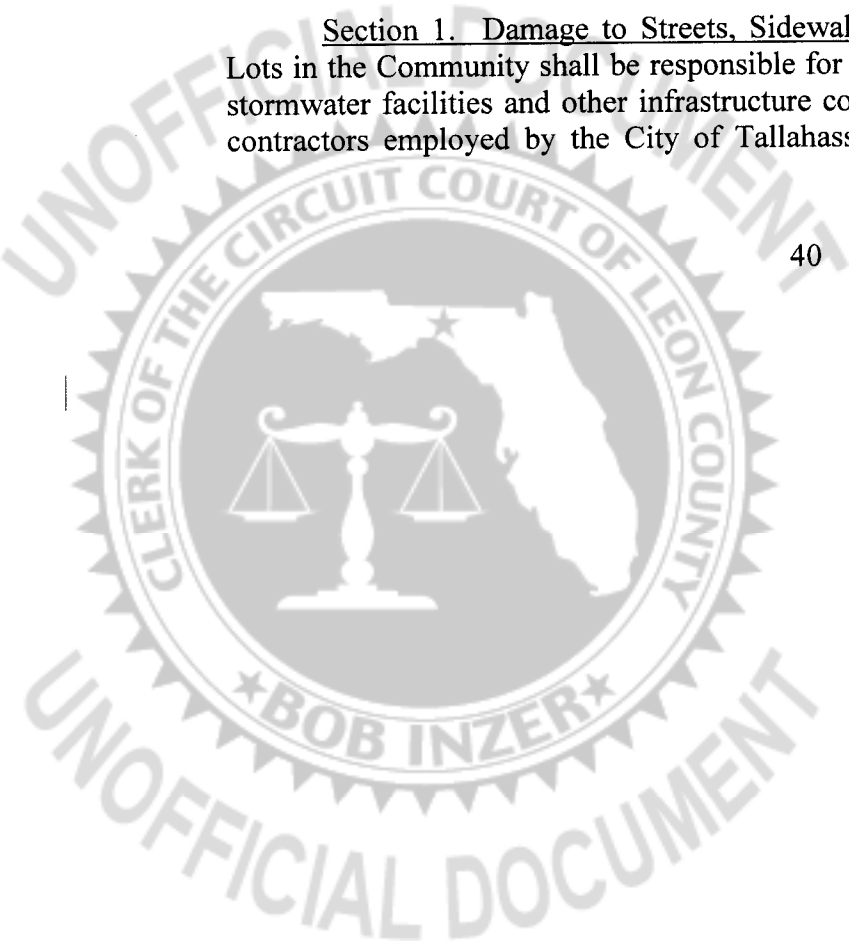 Section 1. Damage to Streets, Sidewal
Lots in the Community shall be responsible for
stormwater facilities and other infrastructure co
contractors employed by the City of Tallahass
40
UNOFFICIAL DOCUMENT
CLERK OF THE CIRCUIT COURT OF LEON COUNTY
BOB INZER
UNOFFICIAL DOCUMENT